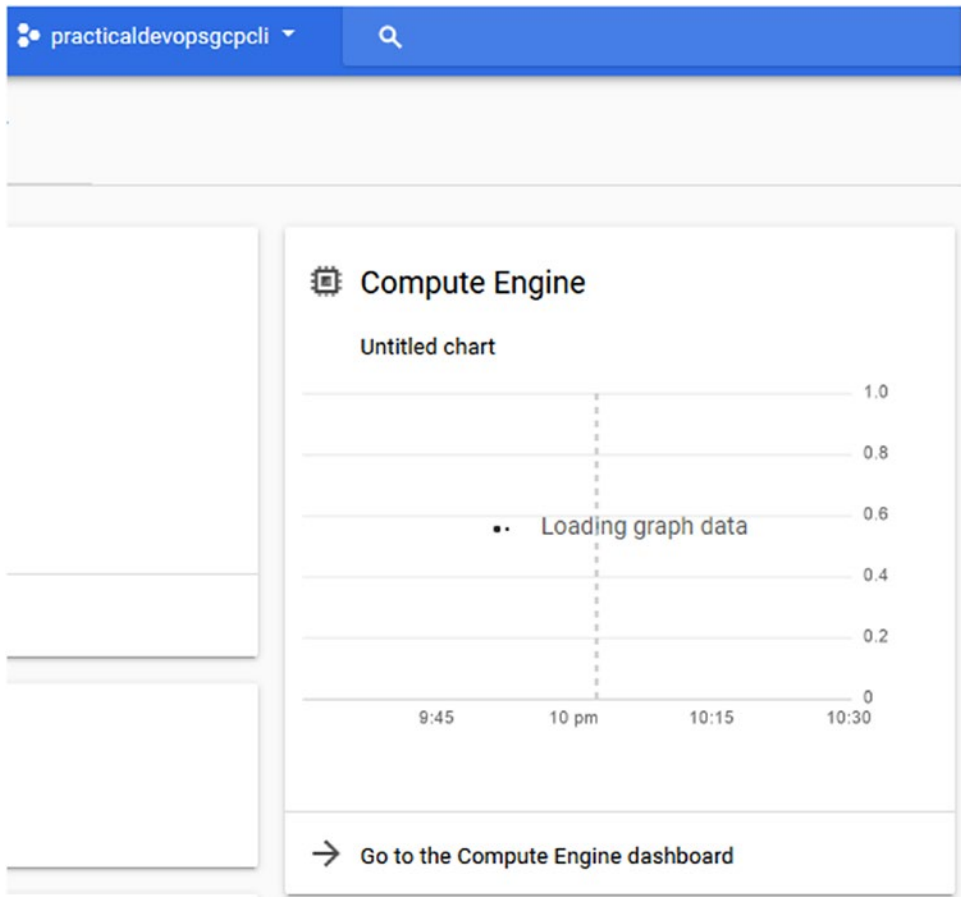 practicaldevopsgcpcli
Compute Engine
Untitled chart
1.0
0.8
Loading graph data
0.6
0.4
0.2
0
9:45 10 pm 10:15 10:30
Go to the Compute Engine dashboard